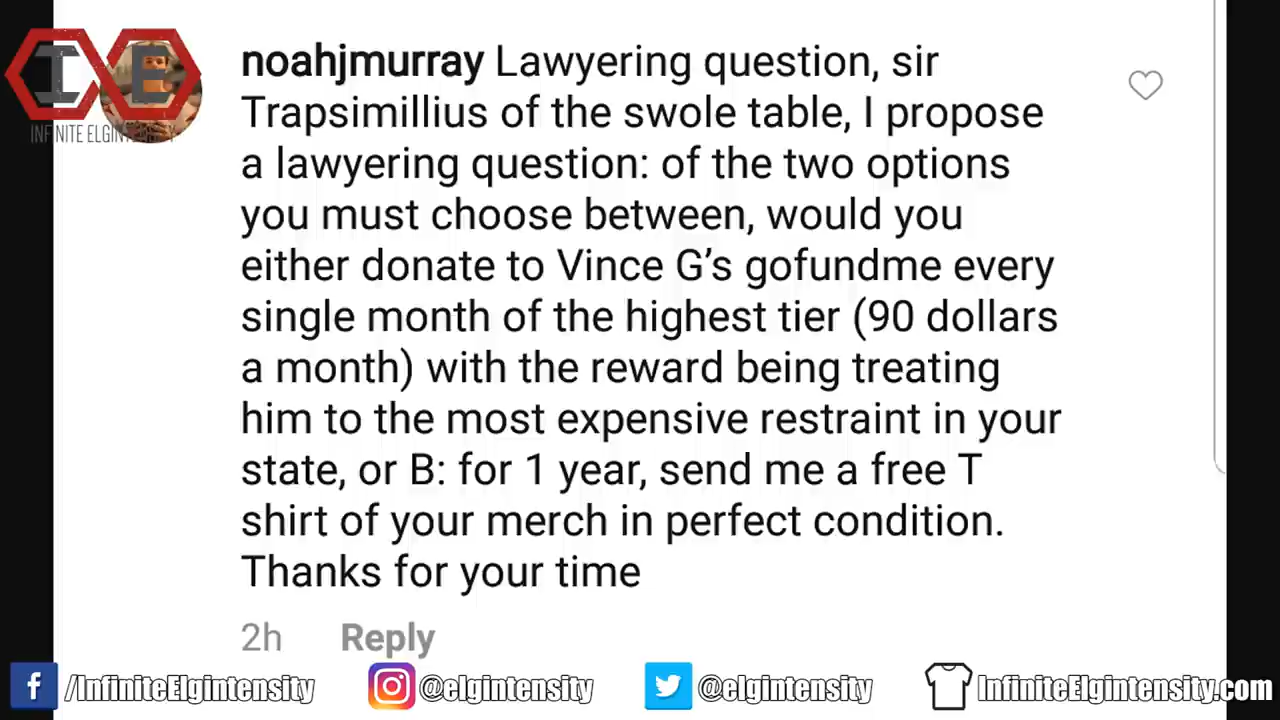 IE
INFINITE ELGINTENSITY
noahjmurray Lawyering question, sir
Trapsimillius of the swole table, I propose
a lawyering question: of the two options
you must choose between, would you
either donate to Vince G's gofundme every
single month of the highest tier (90 dollars
a month) with the reward being treating
him to the most expensive restraint in your
state, or B: for 1 year, send me a free T
shirt of your merch in perfect condition.
Thanks for your time
2h Reply
f /InfiniteElgintensity @elgintensity @elgintensity InfiniteElgintensity.com